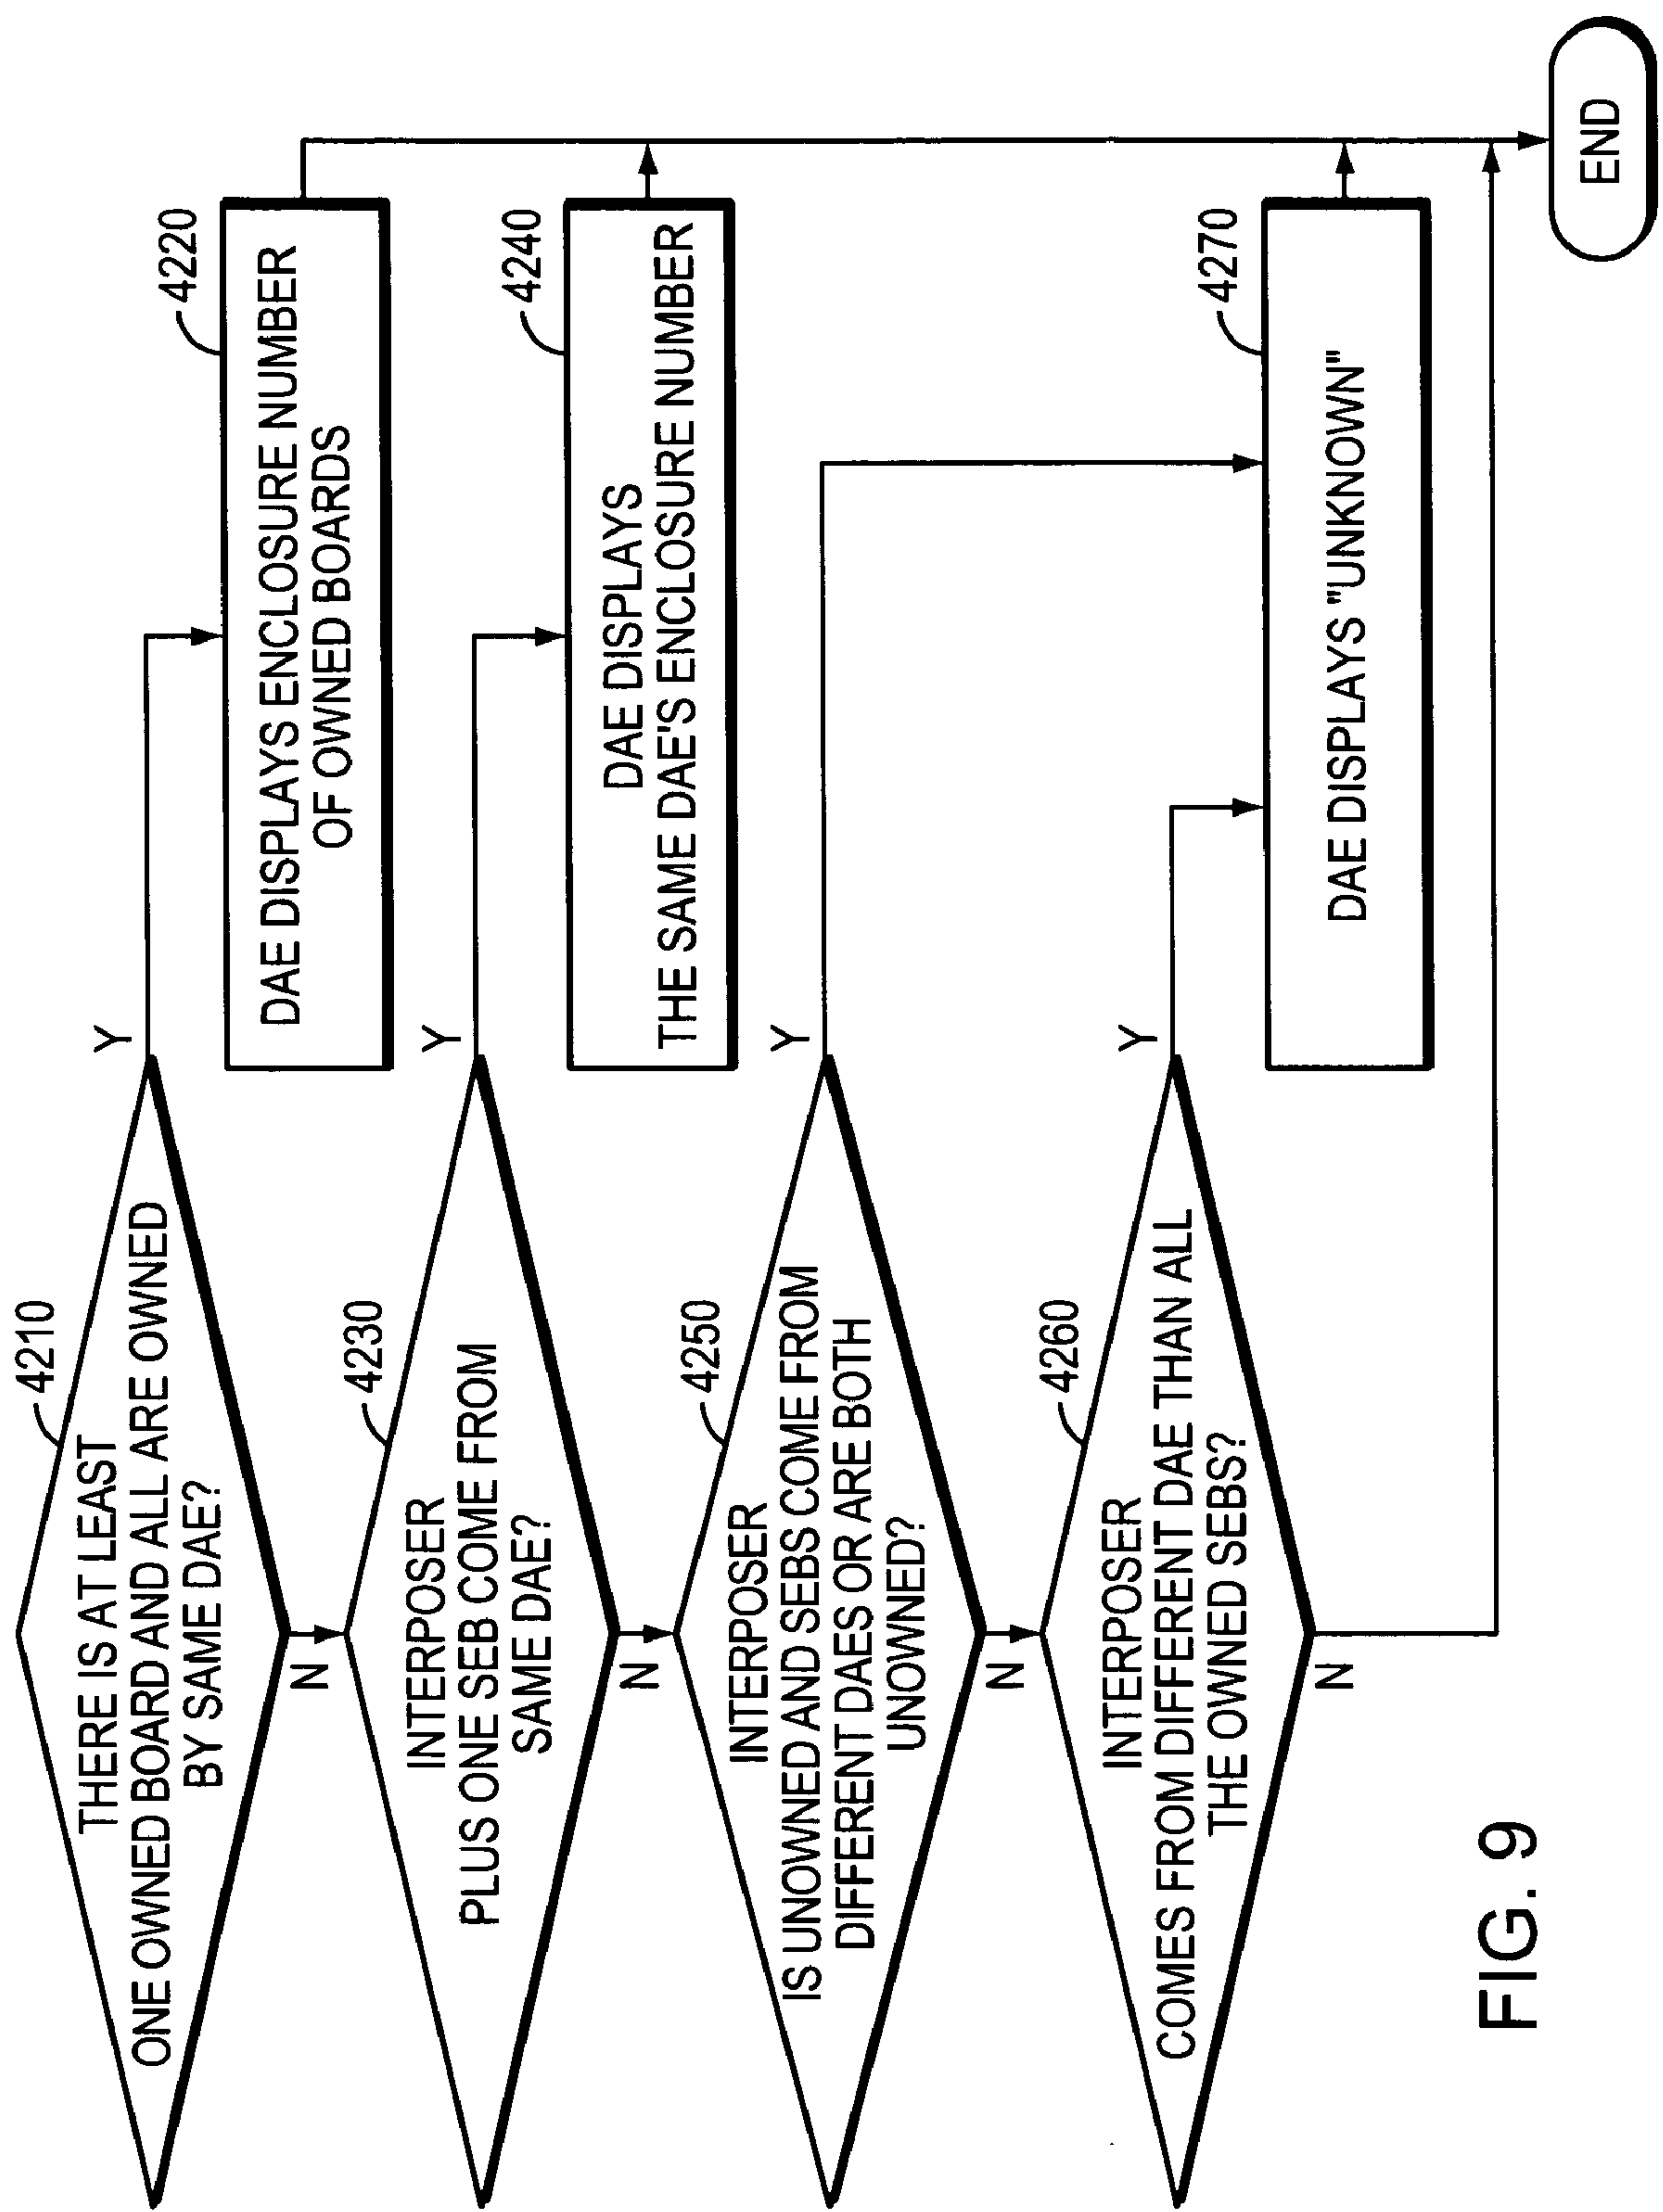 4210
THERE IS AT LEAST
ONE OWNED BOARD AND ALL ARE OWNED
BY SAME DAE?
Y
N
4220
DAE DISPLAYS ENCLOSURE NUMBER
OF OWNED BOARDS
4230
INTERPOSER
PLUS ONE SEB COME FROM
SAME DAE?
Y
N
4240
DAE DISPLAYS
THE SAME DAE'S ENCLOSURE NUMBER
4250
INTERPOSER
IS UNOWNED AND SEBS COME FROM
DIFFERENT DAES OR ARE BOTH
UNOWNED?
Y
N
4260
INTERPOSER
COMES FROM DIFFERENT DAE THAN ALL
THE OWNED SEBS?
Y
N
4270
DAE DISPLAYS "UNKNOWN"
END
FIG. 9